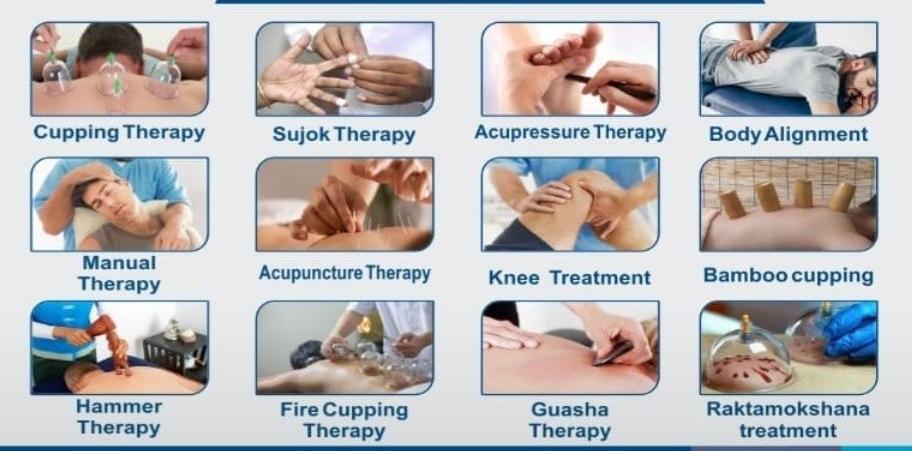 Cupping Therapy
Sujok Therapy
Acupressure Therapy
Body Alignment
Manual
Therapy
Acupuncture Therapy
Knee Treatment
Bamboo cupping
Hammer
Therapy
Fire Cupping
Therapy
Guasha
Therapy
Raktamokshana
treatment